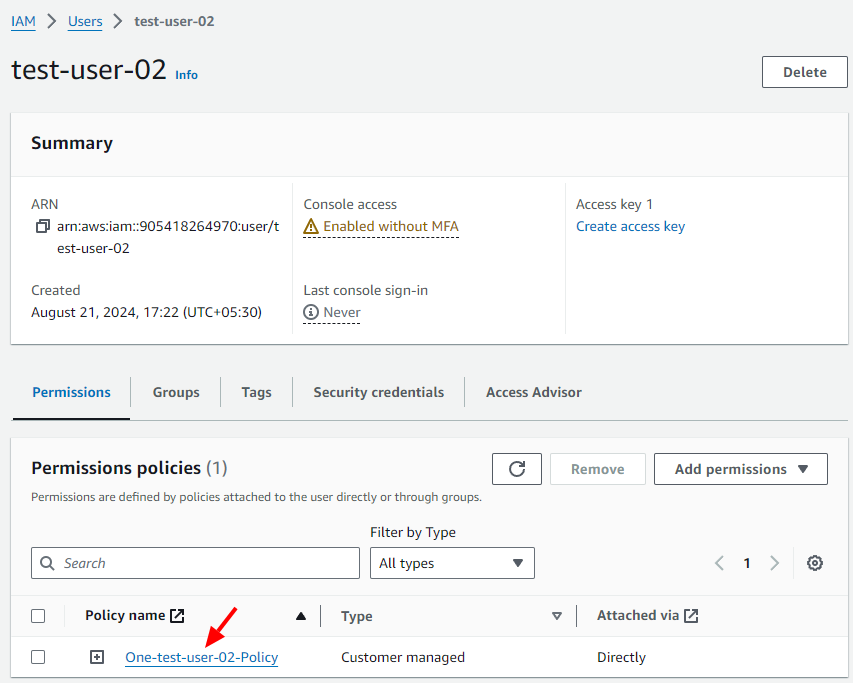 IAM > Users > test-user-02
test-user-02 Info
Delete
Summary
ARN
arn:aws:iam::905418264970:user/t
est-user-02
Console access
Enabled without MFA
Access key 1
Create access key
Created
August 21, 2024, 17:22 (UTC+05:30)
Last console sign-in
Never
Permissions
Groups
Tags
Security credentials
Access Advisor
Permissions policies (1)
Remove
Add permissions
Permissions are defined by policies attached to the user directly or through groups.
Filter by Type
Search
All types
1
Policy name
Type
Attached via
One-test-user-02-Policy
Customer managed
Directly